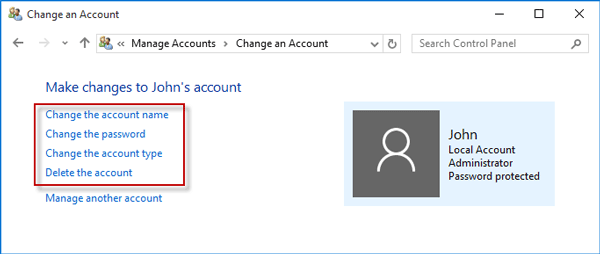 Change an Account
« Manage Accounts > Change an Account
Search Control Panel
Make changes to John's account
Change the account name
Change the password
Change the account type
Delete the account
Manage another account
John
Local Account
Administrator
Password protected